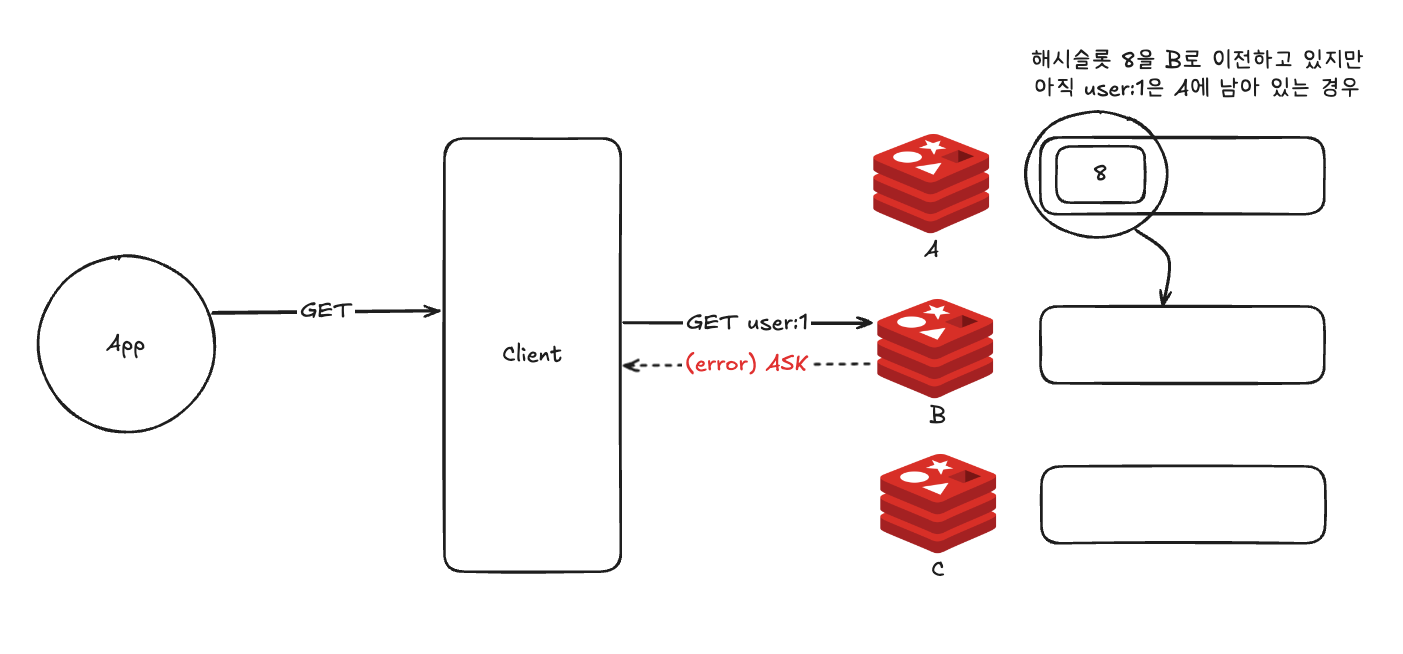 해시슬롯 8을 B로 이전하고 있지만
아직 user:1은 A에 남아 있는 경우
8
A
GET
App
Client
GET user:1
(error) ASK
B
C